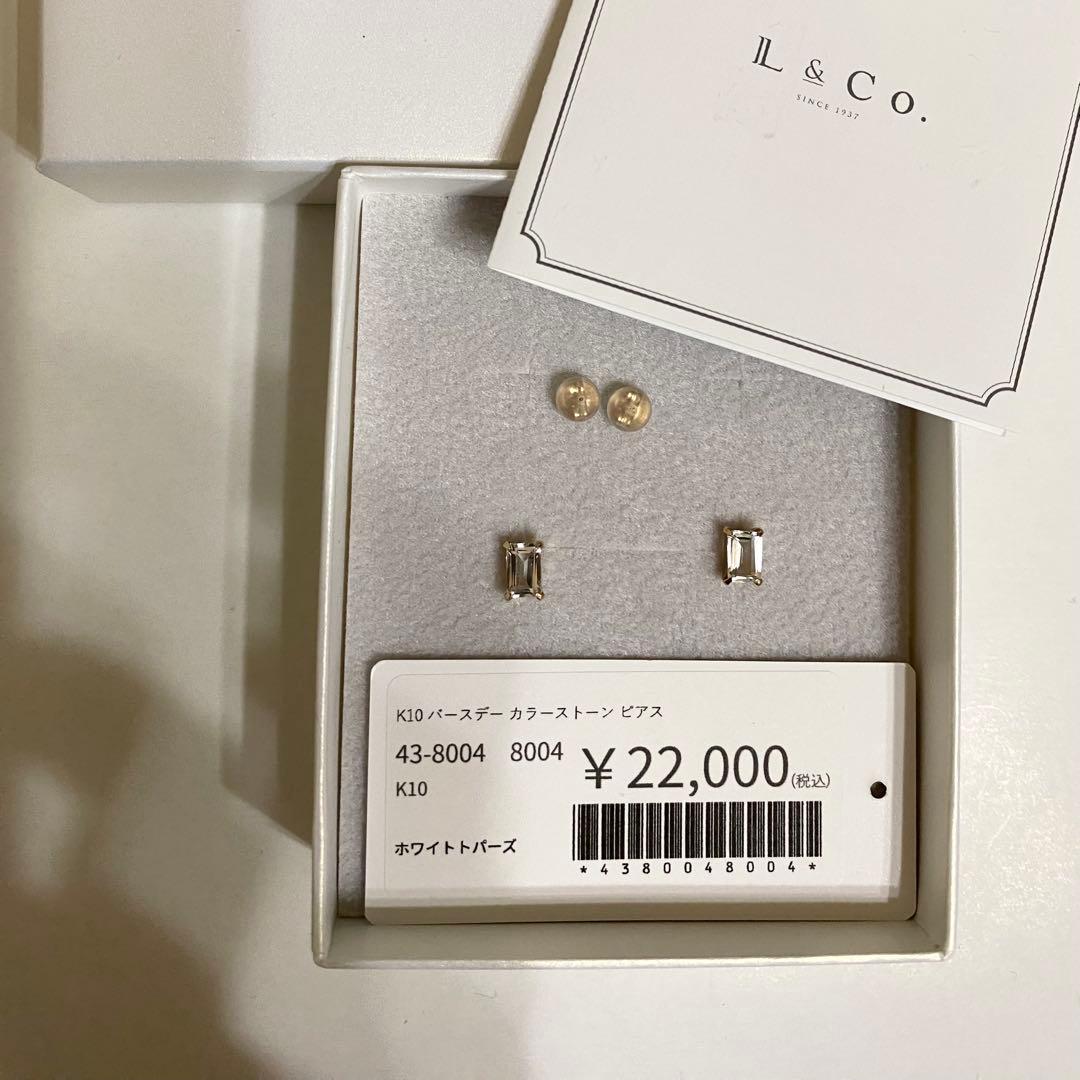 L & Co.
SINCE 1937
K10 バースデー カラーストーン ピアス
43-8004 8004
¥22,000(税込)
K10
ホワイトトパーズ
*4380048004*